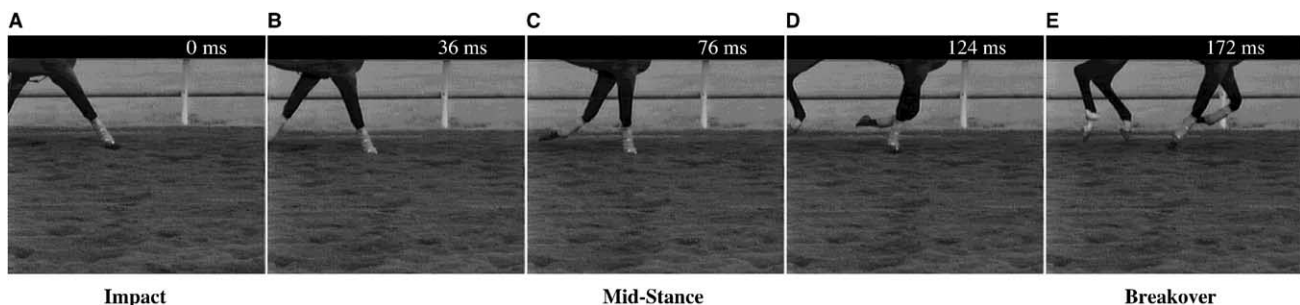 A B C D E
0 ms 36 ms 76 ms 124 ms 172 ms
Impact Mid-Stance Breakover